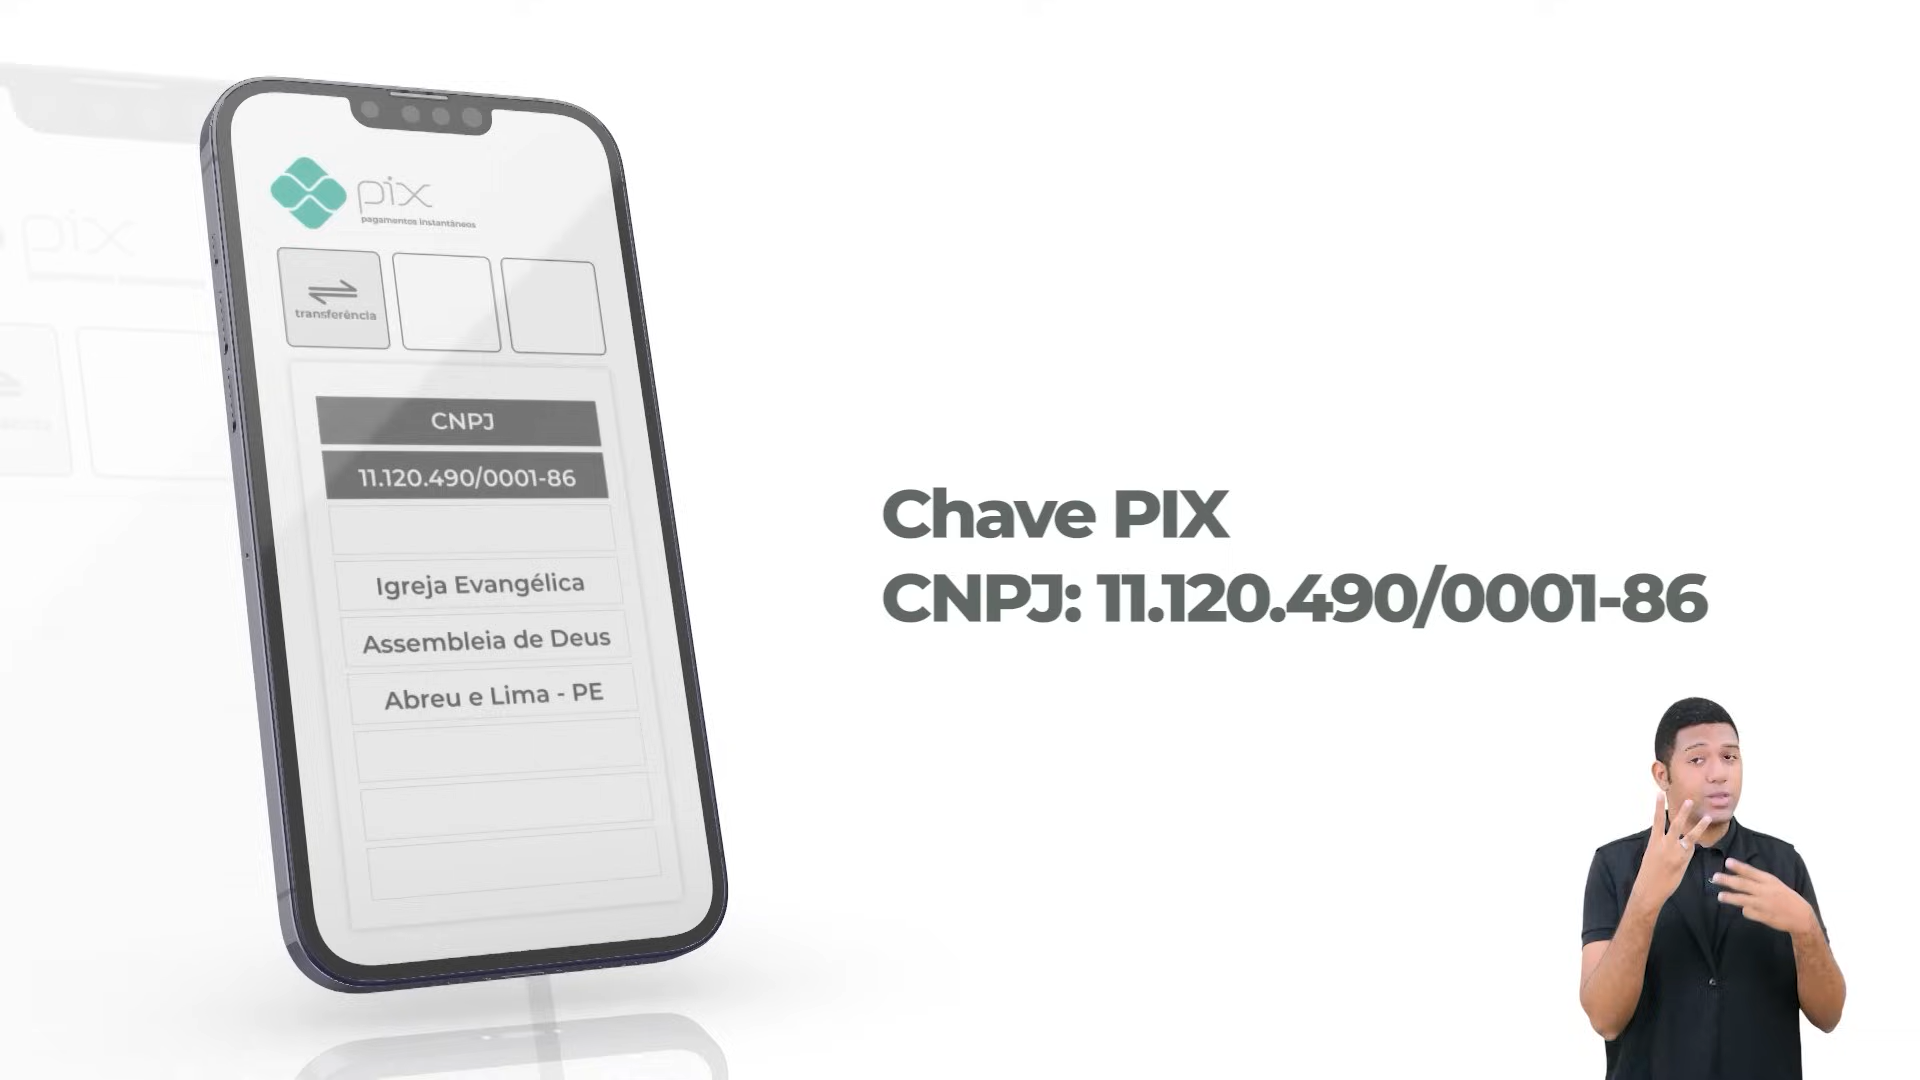 pix
pagamentos instantâneos
transferência
CNPJ
11.120.490/0001-86
Igreja Evangélica
Assembleia de Deus
Abreu e Lima - PE
Chave PIX
CNPJ: 11.120.490/0001-86
pix